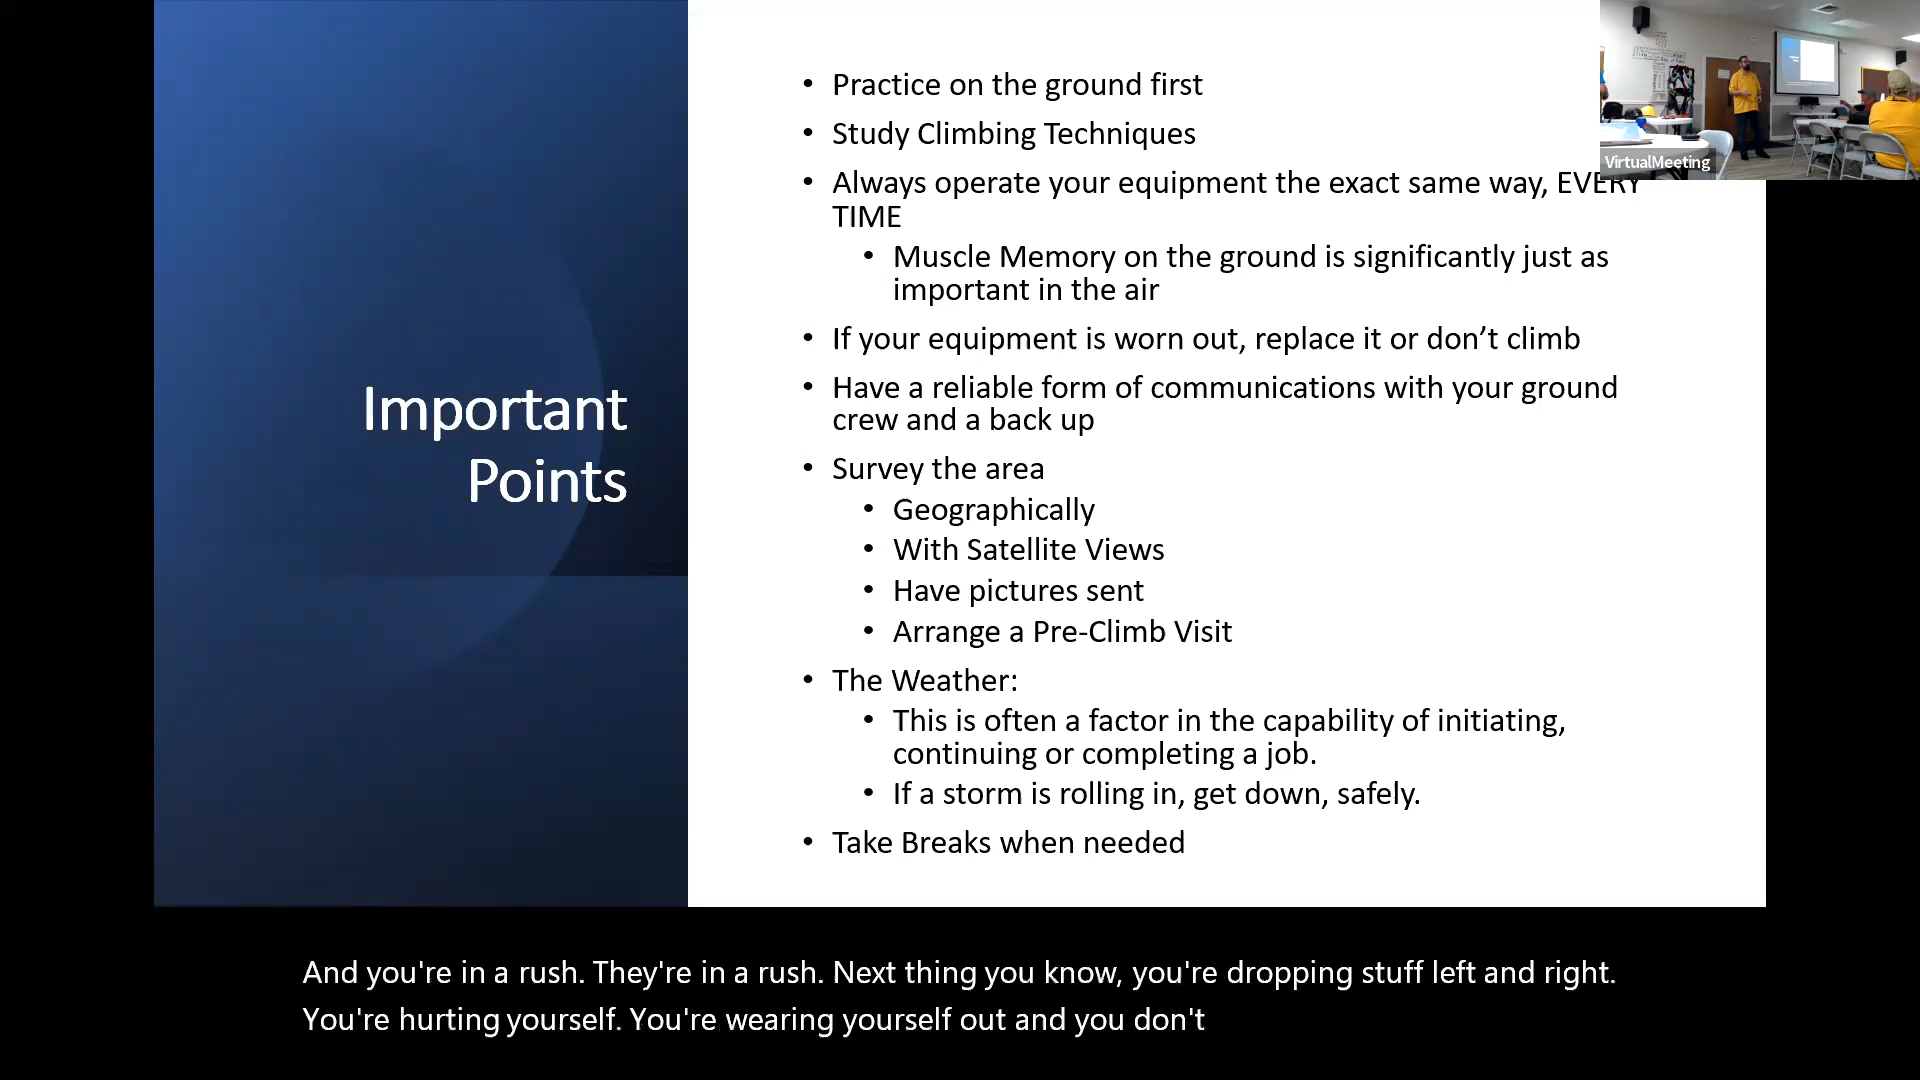 Important
Points
• Practice on the ground first
• Study Climbing Techniques
• Always operate your equipment the exact same way, EVERY
TIME
• Muscle Memory on the ground is significantly just as
important in the air
• If your equipment is worn out, replace it or don’t climb
• Have a reliable form of communications with your ground
crew and a back up
• Survey the area
• Geographically
• With Satellite Views
• Have pictures sent
• Arrange a Pre-Climb Visit
• The Weather:
• This is often a factor in the capability of initiating,
continuing or completing a job.
• If a storm is rolling in, get down, safely.
• Take Breaks when needed
VirtualMeeting
And you're in a rush. They're in a rush. Next thing you know, you're dropping stuff left and right.
You're hurting yourself. You're wearing yourself out and you don't